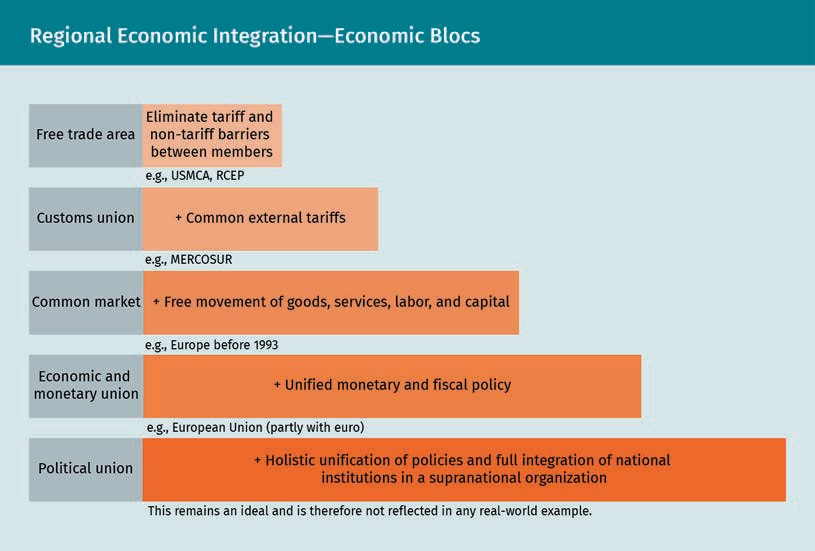 Regional Economic Integration—Economic Blocs
Free trade area
Eliminate tariff and
non-tariff barriers
between members
e.g., USMCA, RCEP
Customs union
+ Common external tariffs
e.g., MERCOSUR
Common market
+ Free movement of goods, services, labor, and capital
e.g., Europe before 1993
Economic and
monetary union
+ Unified monetary and fiscal policy
e.g., European Union (partly with euro)
Political union
+ Holistic unification of policies and full integration of national
institutions in a supranational organization
This remains an ideal and is therefore not reflected in any real-world example.